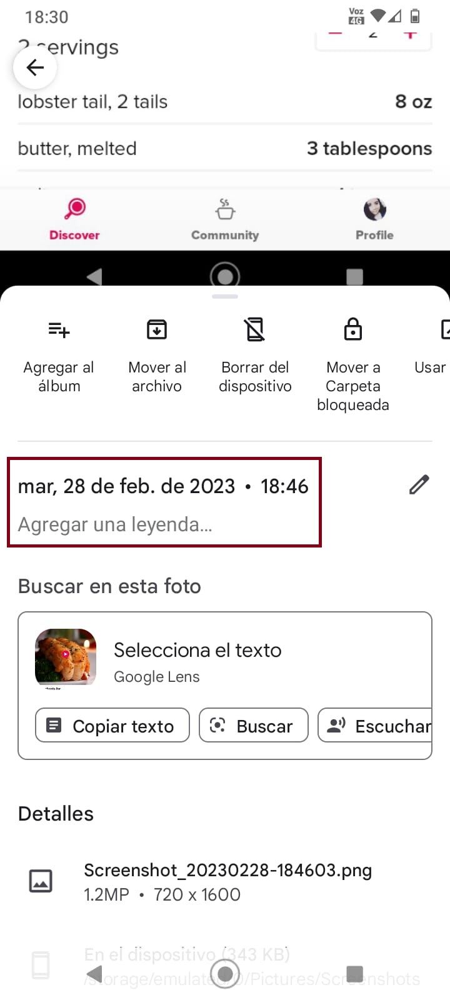 18:30
Voz
4G
2 servings
2
lobster tail, 2 tails
8 oz
butter, melted
3 tablespoons
Discover
Community
Profile
Agregar al
álbum
Mover al
archivo
Borrar del
dispositivo
Mover a
Carpeta
bloqueada
Usar
mar, 28 de feb. de 2023 • 18:46
Agregar una leyenda...
Buscar en esta foto
Selecciona el texto
Google Lens
Copiar texto
Buscar
Escuchar
Detalles
Screenshot_20230228-184603.png
1.2MP • 720 x 1600
En el dispositivo (343 KB)
/storage/emulated/0/Pictures/Screenshots